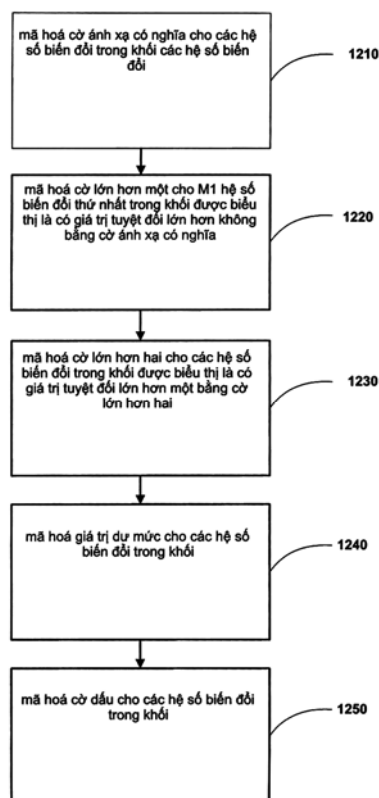 mã hoá cờ ánh xạ có nghĩa cho các hệ
số biến đổi trong khối các hệ số biến
đổi
1210
mã hoá cờ lớn hơn một cho M1 hệ số
biến đổi thứ nhất trong khối được biểu
thị là có giá trị tuyệt đối lớn hơn không
bằng cờ ánh xạ có nghĩa
1220
mã hoá cờ lớn hơn hai cho các hệ số
biến đổi trong khối được biểu thị là có
giá trị tuyệt đối lớn hơn một bằng cờ
lớn hơn hai
1230
mã hoá giá trị dư mức cho các hệ số
biến đổi trong khối
1240
mã hoá cờ dấu cho các hệ số biến đổi
trong khối
1250